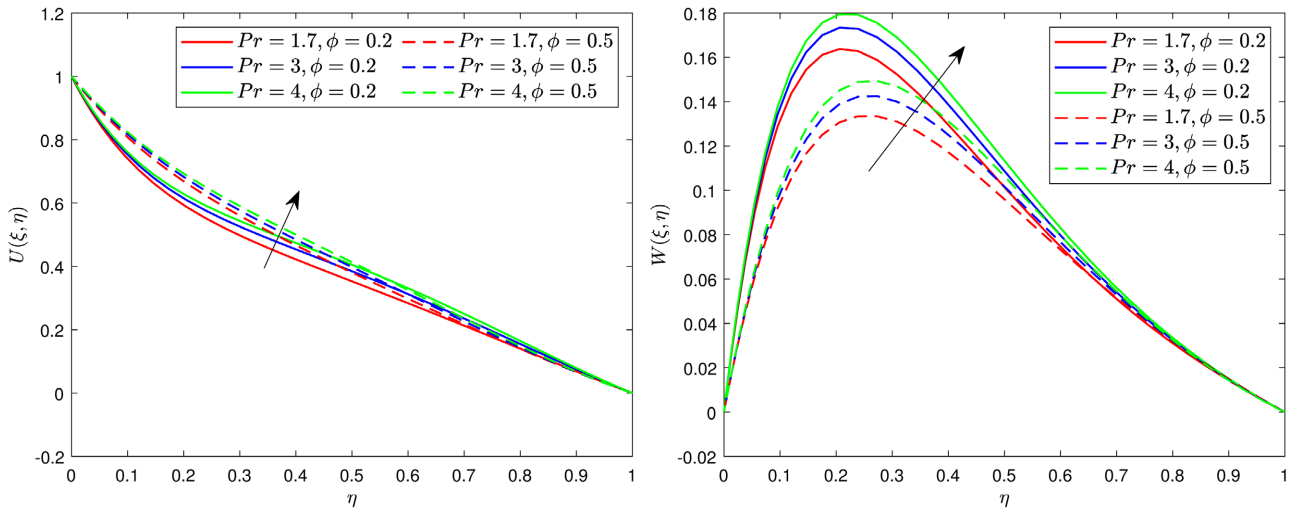 1.2
1
0.8
0.6
0.4
0.2
0
-0.2
U(ξ, η)
Pr = 1.7, ϕ = 0.2
Pr = 3, ϕ = 0.2
Pr = 4, ϕ = 0.2
Pr = 1.7, ϕ = 0.5
Pr = 3, ϕ = 0.5
Pr = 4, ϕ = 0.5
0 0.1 0.2 0.3 0.4 0.5 0.6 0.7 0.8 0.9 1
η
0.18
0.16
0.14
0.12
0.1
0.08
0.06
0.04
0.02
0
-0.02
W(ξ, η)
Pr = 1.7, ϕ = 0.2
Pr = 3, ϕ = 0.2
Pr = 4, ϕ = 0.2
Pr = 1.7, ϕ = 0.5
Pr = 3, ϕ = 0.5
Pr = 4, ϕ = 0.5
0 0.1 0.2 0.3 0.4 0.5 0.6 0.7 0.8 0.9 1
η